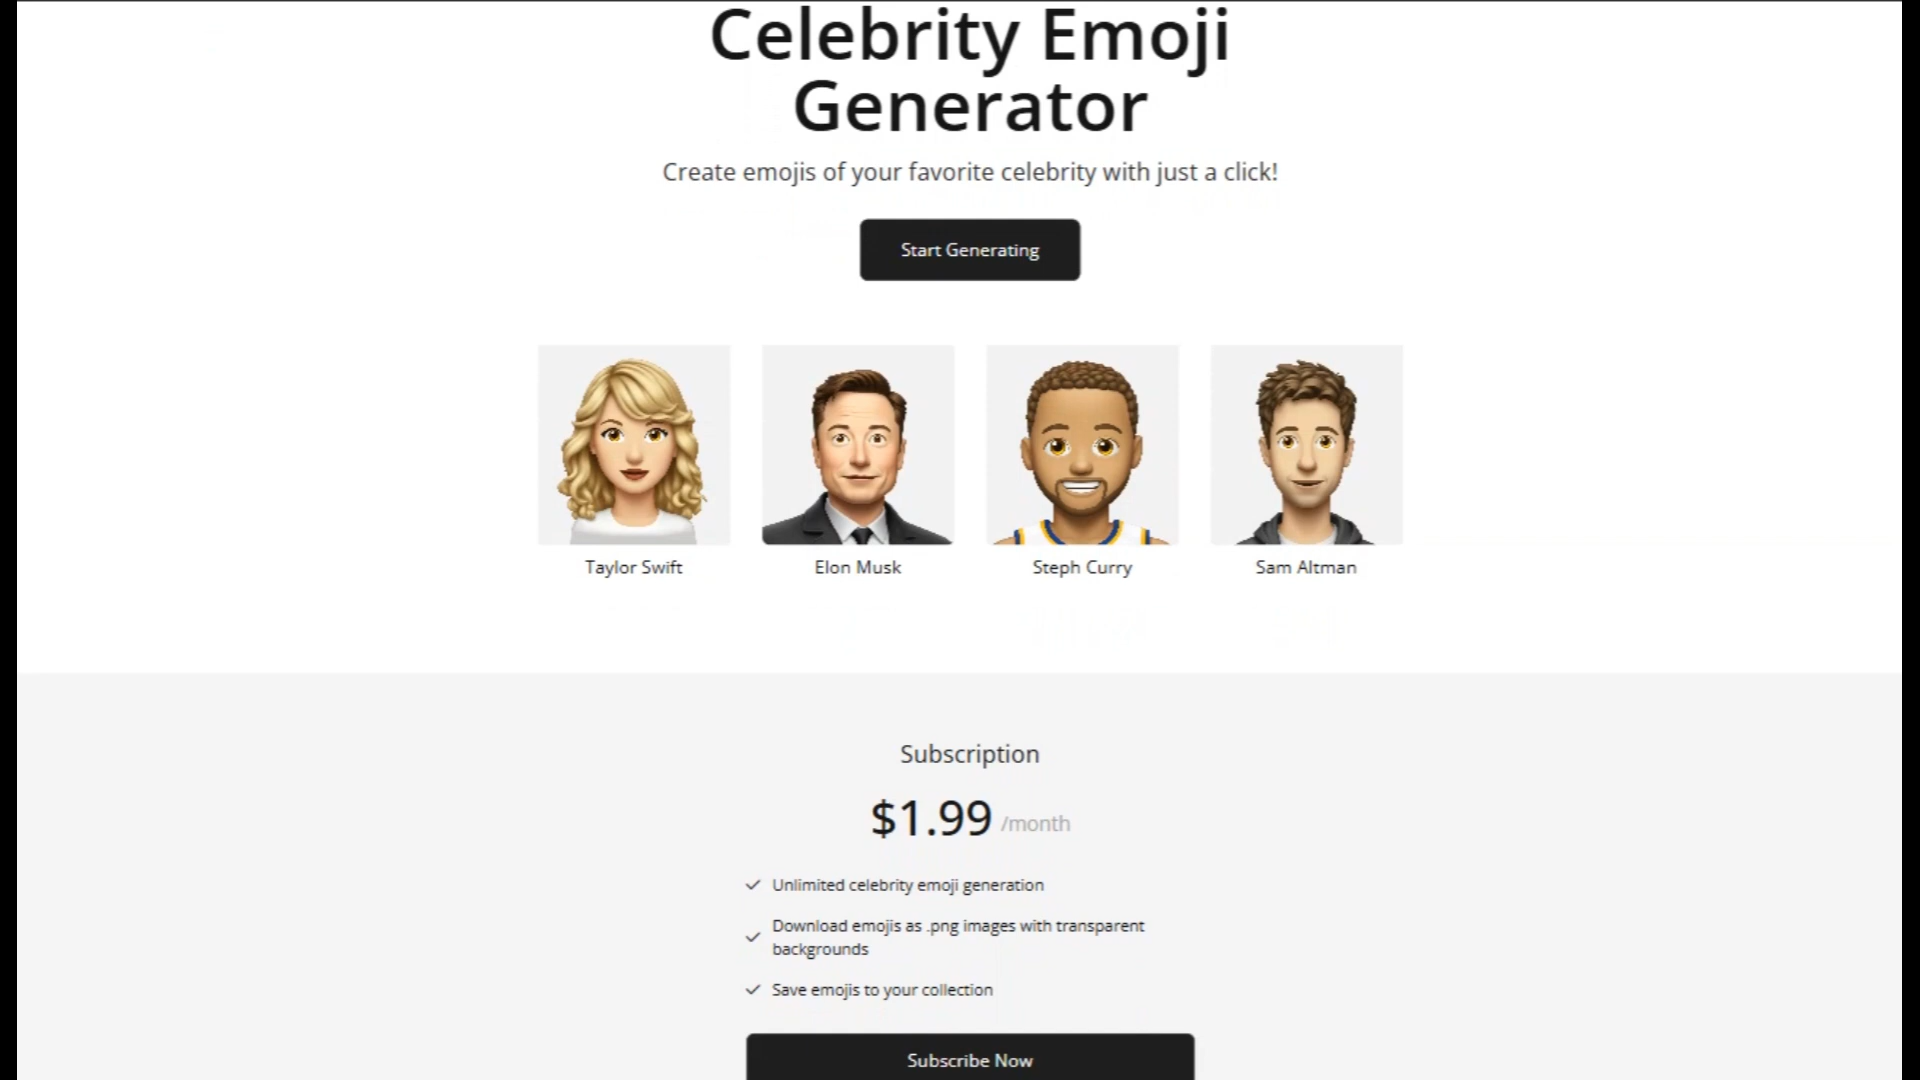 Celebrity Emoji
Generator
Create emojis of your favorite celebrity with just a click!
Start Generating
Taylor Swift
Elon Musk
Steph Curry
Sam Altman
Subscription
$1.99 /month
Unlimited celebrity emoji generation
Download emojis as .png images with transparent
backgrounds
Save emojis to your collection
Subscribe Now